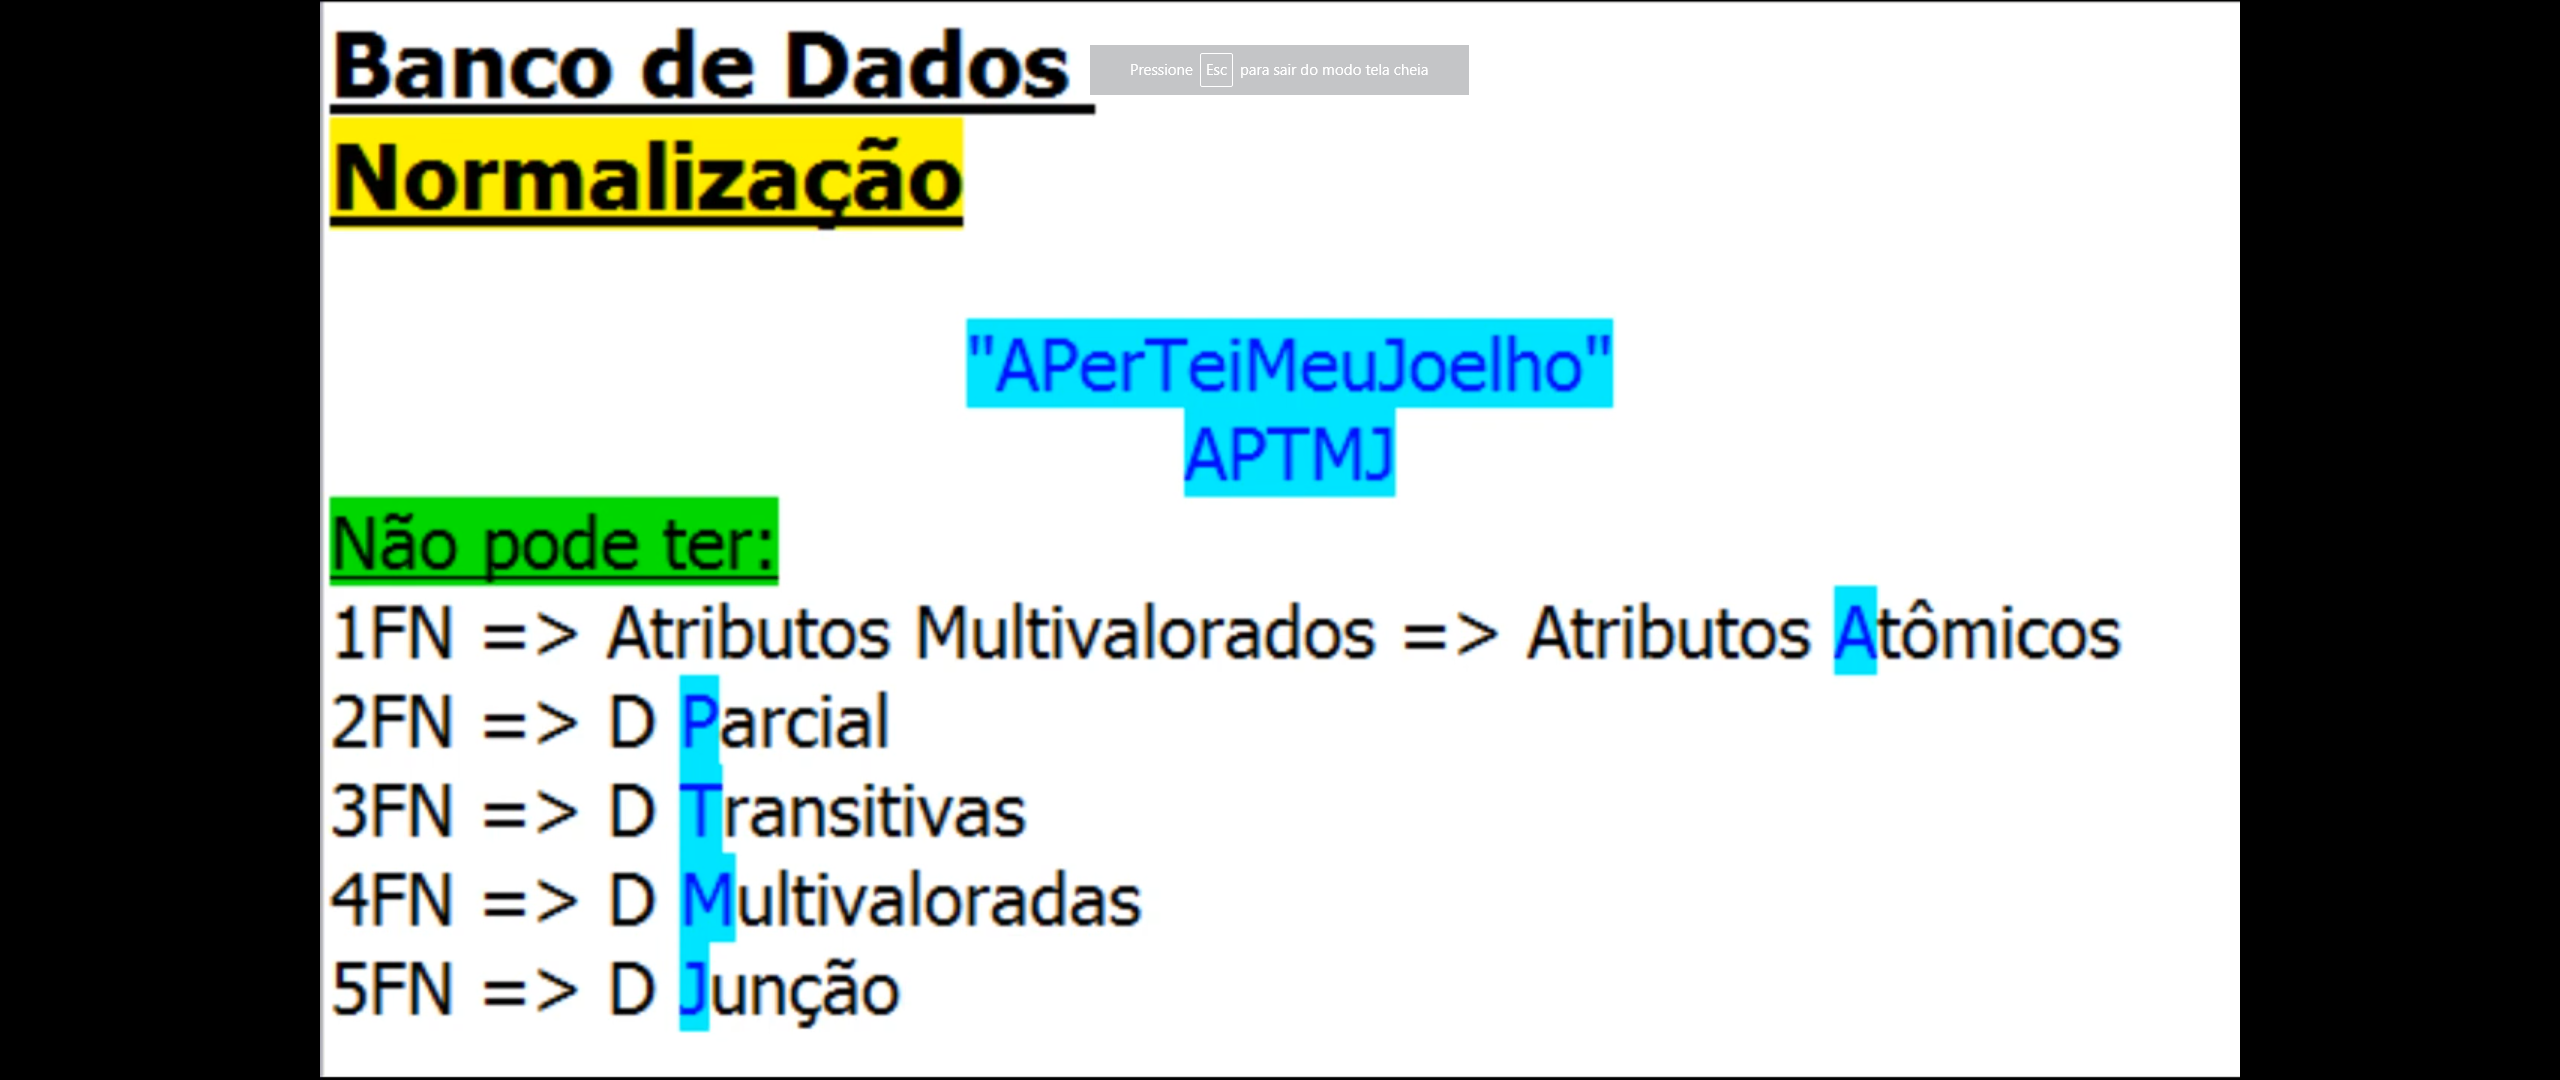 Banco de Dados
Pressione Esc para sair do modo tela cheia
Normalização
"APerTeiMeuJoelho"
APTMJ
Não pode ter:
1FN => Atributos Multivalorados => Atributos Atômicos
2FN => D Parcial
3FN => D Transitivas
4FN => D Multivaloradas
5FN => D Junção